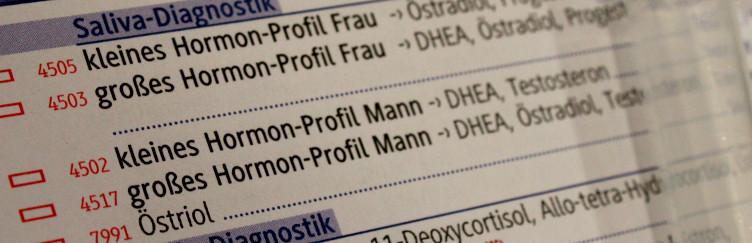 Saliva-Diagnostik
4505 kleines Hormon-Profil Frau -> Östradiol,
4503 großes Hormon-Profil Frau -> DHEA, Östradiol,
4502 kleines Hormon-Profil Mann -> DHEA, Testosteron
4517 großes Hormon-Profil Mann -> DHEA, Östradiol,
7991 Östriol
Diagnostik
11-Deoxycortisol, Allo-tetra-Hyd